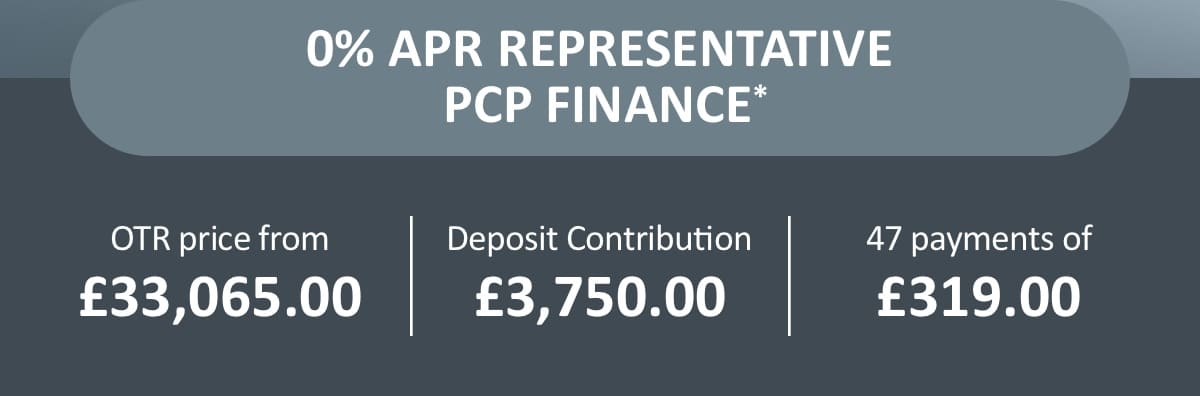 0% APR REPRESENTATIVE
PCP FINANCE*
OTR price from
£33,065.00
Deposit Contribution
£3,750.00
47 payments of
£319.00